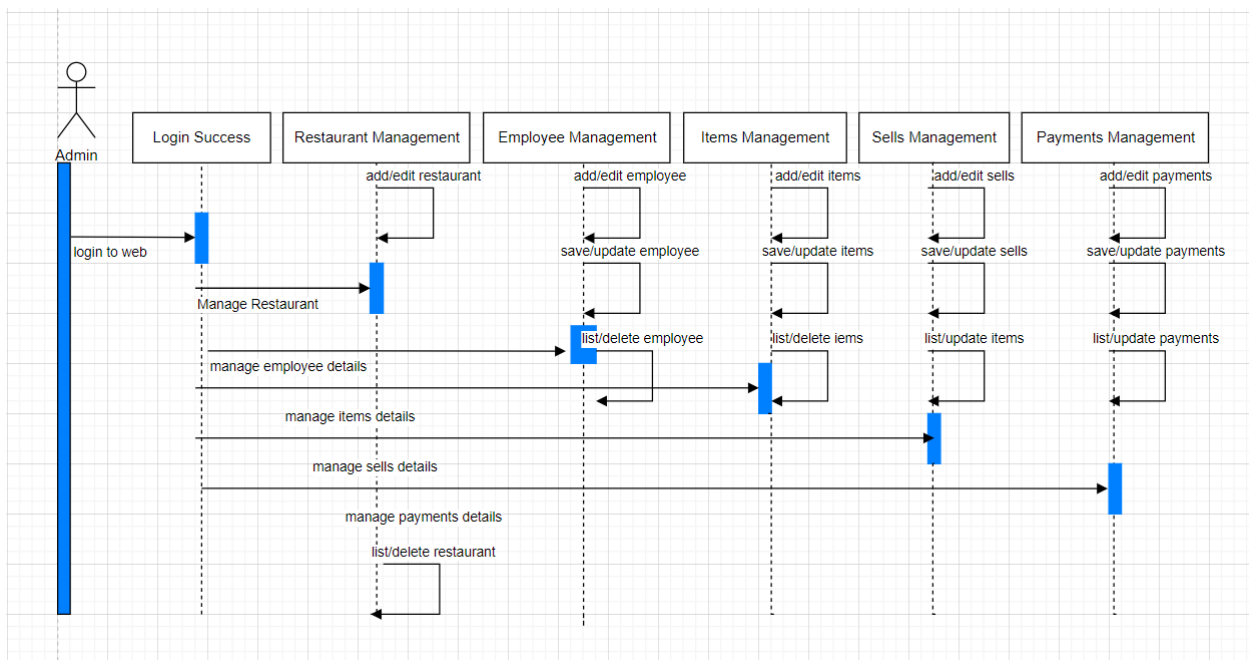 Admin
Login Success
Restaurant Management
Employee Management
Items Management
Sells Management
Payments Management
add/edit restaurant
add/edit employee
add/edit items
add/edit sells
add/edit payments
login to web
save/update employee
save/update items
save/update sells
save/update payments
Manage Restaurant
list/delete employee
list/delete iems
list/update items
list/update payments
manage employee details
manage items details
manage sells details
manage payments details
list/delete restaurant